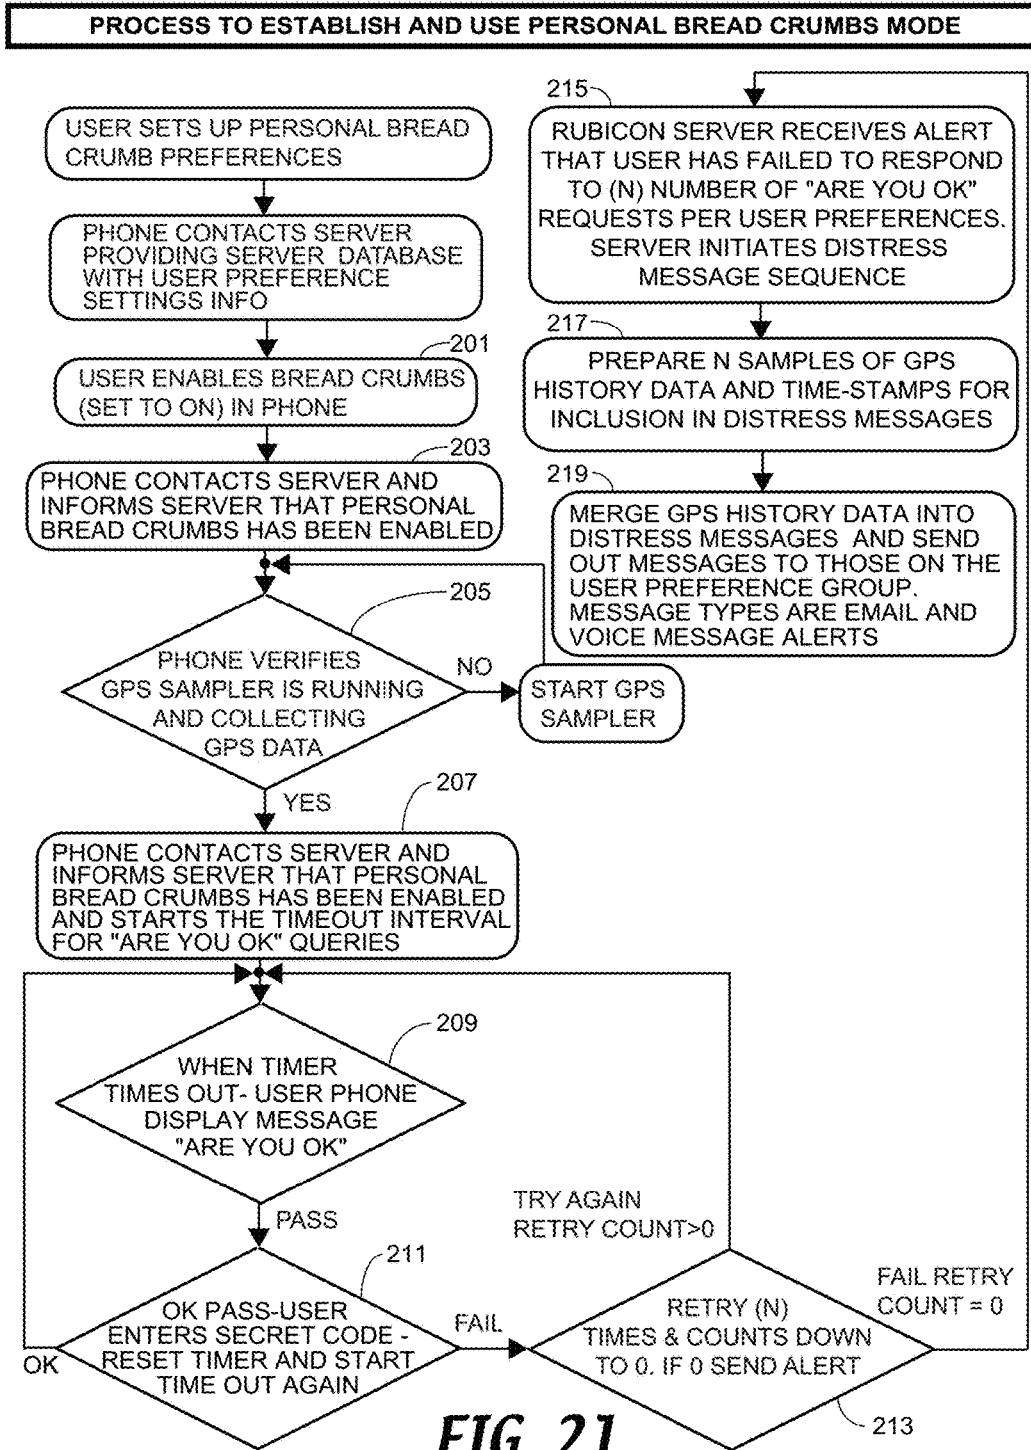 PROCESS TO ESTABLISH AND USE PERSONAL BREAD CRUMBS MODE
USER SETS UP PERSONAL BREAD
CRUMB PREFERENCES
PHONE CONTACTS SERVER
PROVIDING SERVER DATABASE
WITH USER PREFERENCE
SETTINGS INFO
201
USER ENABLES BREAD CRUMBS
(SET TO ON) IN PHONE
203
PHONE CONTACTS SERVER AND
INFORMS SERVER THAT PERSONAL
BREAD CRUMBS HAS BEEN ENABLED
205
PHONE VERIFIES
GPS SAMPLER IS RUNNING
AND COLLECTING
GPS DATA
NO
START GPS
SAMPLER
YES
207
PHONE CONTACTS SERVER AND
INFORMS SERVER THAT PERSONAL
BREAD CRUMBS HAS BEEN ENABLED
AND STARTS THE TIMEOUT INTERVAL
FOR "ARE YOU OK" QUERIES
209
WHEN TIMER
TIMES OUT- USER PHONE
DISPLAY MESSAGE
"ARE YOU OK"
PASS
211
OK PASS-USER
ENTERS SECRET CODE -
RESET TIMER AND START
TIME OUT AGAIN
OK
FAIL
TRY AGAIN
RETRY COUNT>0
RETRY (N)
TIMES & COUNTS DOWN
TO 0. IF 0 SEND ALERT
213
FAIL RETRY
COUNT = 0
215
RUBICON SERVER RECEIVES ALERT
THAT USER HAS FAILED TO RESPOND
TO (N) NUMBER OF "ARE YOU OK"
REQUESTS PER USER PREFERENCES.
SERVER INITIATES DISTRESS
MESSAGE SEQUENCE
217
PREPARE N SAMPLES OF GPS
HISTORY DATA AND TIME-STAMPS FOR
INCLUSION IN DISTRESS MESSAGES
219
MERGE GPS HISTORY DATA INTO
DISTRESS MESSAGES AND SEND
OUT MESSAGES TO THOSE ON THE
USER PREFERENCE GROUP.
MESSAGE TYPES ARE EMAIL AND
VOICE MESSAGE ALERTS
FIG 21